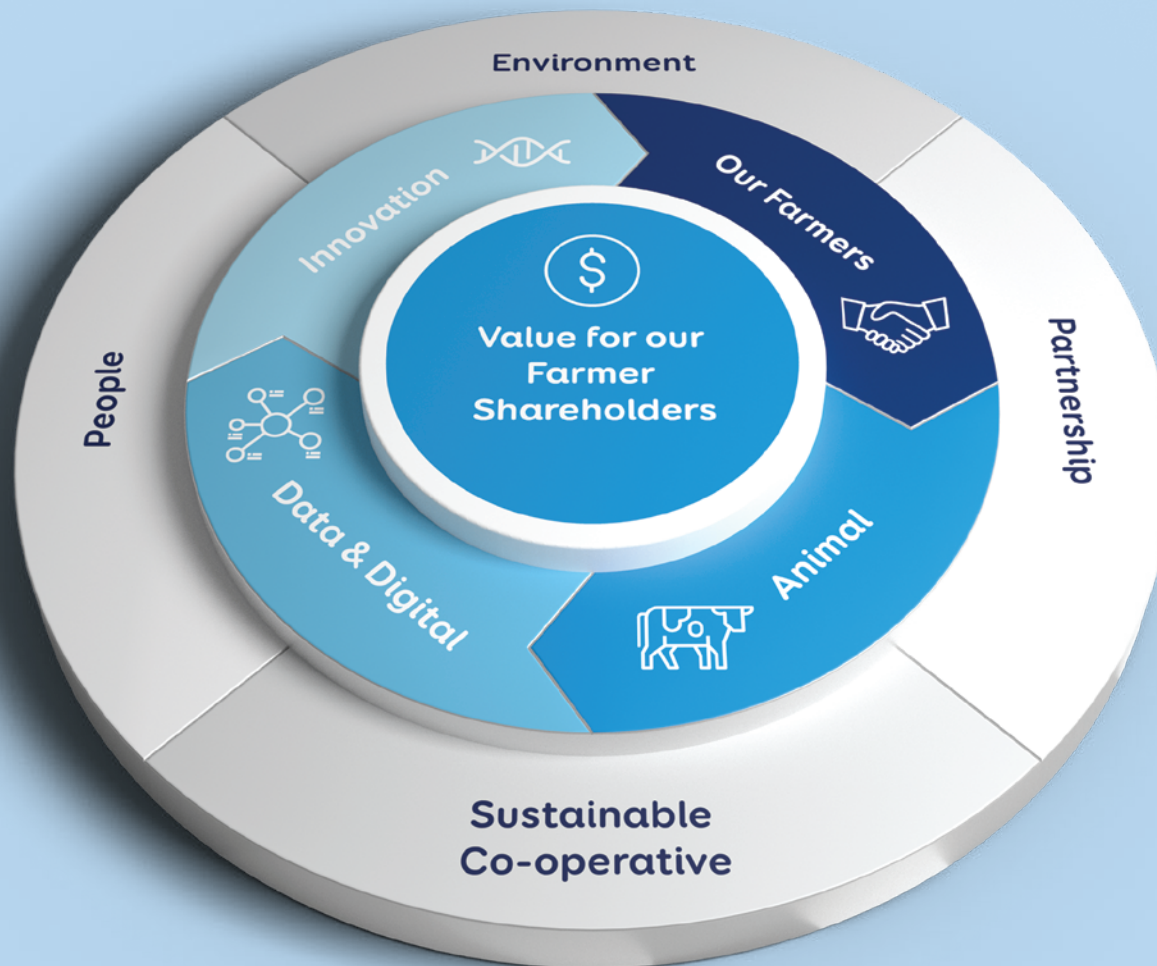 Environment
Innovation
Our Farmers
$
Value for our
Farmer
Shareholders
People
Partnership
Data & Digital
Animal
Sustainable
Co-operative